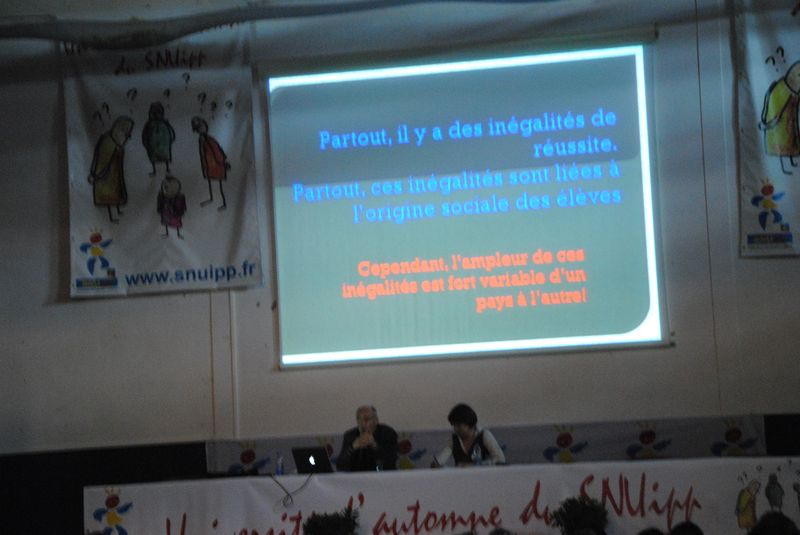 du SNUipp
www.snuipp.fr
Partout, il y a des inégalités de
réussite.
Partout, ces inégalités sont liées à
l'origine sociale des élèves
Cependant, l'ampleur de ces
inégalités est fort variable d'un
pays à l'autre!
Université d'automne du SNUipp